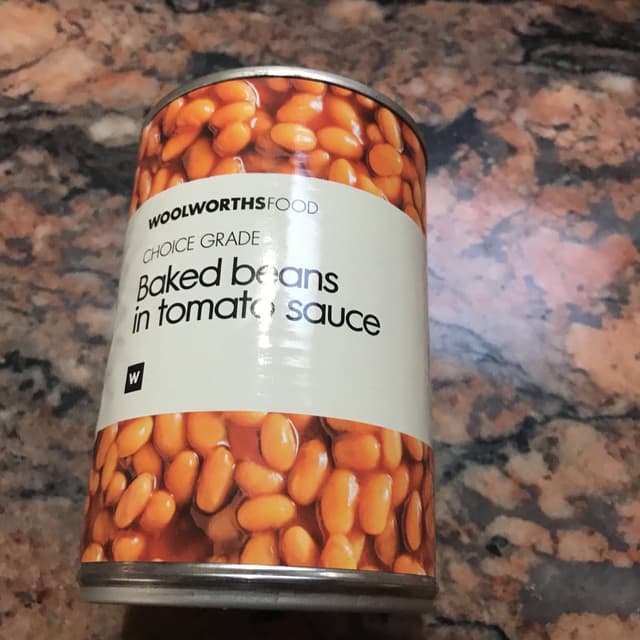 WOOLWORTHSFOOD
CHOICE GRADE
Baked beans
in tomato sauce
W